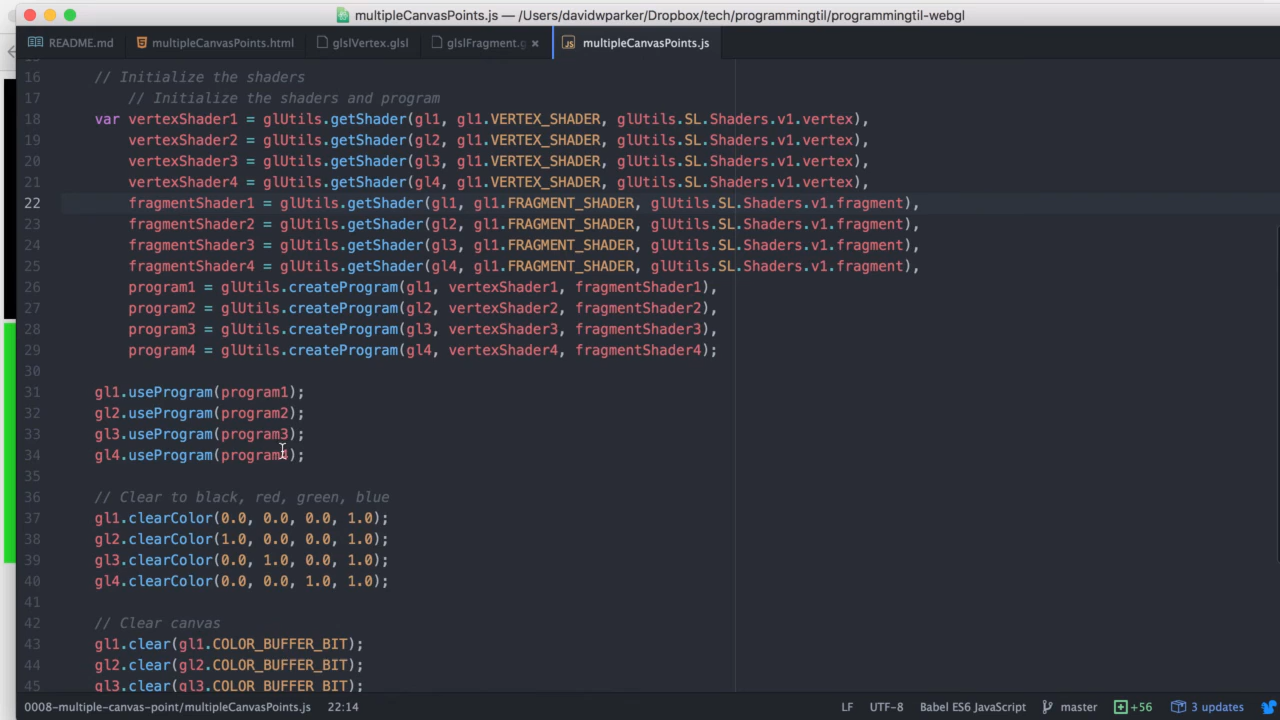 multipleCanvasPoints.js — /Users/davidwparker/Dropbox/tech/programmingtil/programmingtil-webgl
README.md multipleCanvasPoints.html glslVertex.glsl glslFragment.g × multipleCanvasPoints.js
16 // Initialize the shaders
17 // Initialize the shaders and program
18 var vertexShader1 = glUtils.getShader(gl1, gl1.VERTEX_SHADER, glUtils.SL.Shaders.v1.vertex),
19 vertexShader2 = glUtils.getShader(gl2, gl1.VERTEX_SHADER, glUtils.SL.Shaders.v1.vertex),
20 vertexShader3 = glUtils.getShader(gl3, gl1.VERTEX_SHADER, glUtils.SL.Shaders.v1.vertex),
21 vertexShader4 = glUtils.getShader(gl4, gl1.VERTEX_SHADER, glUtils.SL.Shaders.v1.vertex),
22 fragmentShader1 = glUtils.getShader(gl1, gl1.FRAGMENT_SHADER, glUtils.SL.Shaders.v1.fragment),
23 fragmentShader2 = glUtils.getShader(gl2, gl1.FRAGMENT_SHADER, glUtils.SL.Shaders.v1.fragment),
24 fragmentShader3 = glUtils.getShader(gl3, gl1.FRAGMENT_SHADER, glUtils.SL.Shaders.v1.fragment),
25 fragmentShader4 = glUtils.getShader(gl4, gl1.FRAGMENT_SHADER, glUtils.SL.Shaders.v1.fragment),
26 program1 = glUtils.createProgram(gl1, vertexShader1, fragmentShader1),
27 program2 = glUtils.createProgram(gl2, vertexShader2, fragmentShader2),
28 program3 = glUtils.createProgram(gl3, vertexShader3, fragmentShader3),
29 program4 = glUtils.createProgram(gl4, vertexShader4, fragmentShader4);
30
31 gl1.useProgram(program1);
32 gl2.useProgram(program2);
33 gl3.useProgram(program3);
34 gl4.useProgram(program4);
35
36 // Clear to black, red, green, blue
37 gl1.clearColor(0.0, 0.0, 0.0, 1.0);
38 gl2.clearColor(1.0, 0.0, 0.0, 1.0);
39 gl3.clearColor(0.0, 1.0, 0.0, 1.0);
40 gl4.clearColor(0.0, 0.0, 1.0, 1.0);
41
42 // Clear canvas
43 gl1.clear(gl1.COLOR_BUFFER_BIT);
44 gl2.clear(gl2.COLOR_BUFFER_BIT);
45 gl3.clear(gl3.COLOR_BUFFER_BIT);
0008-multiple-canvas-point/multipleCanvasPoints.js 22:14 LF UTF-8 Babel ES6 JavaScript master +56 3 updates